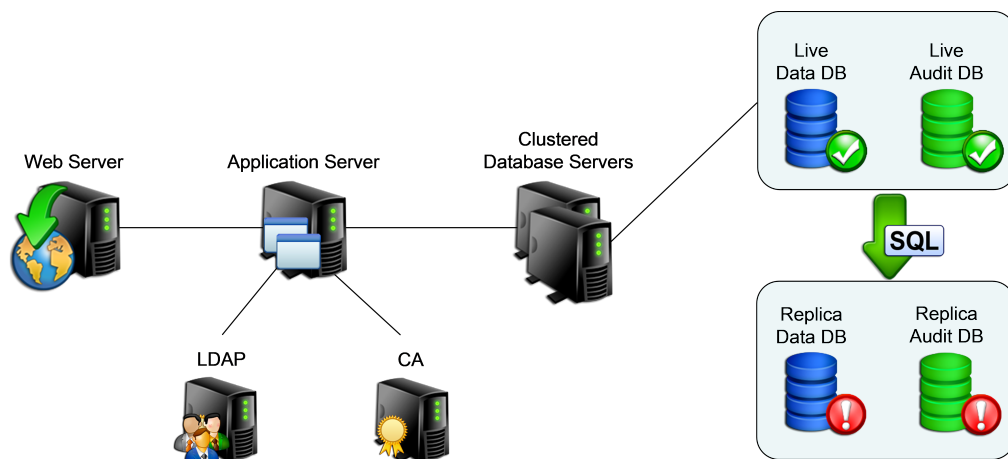 Live
Data DB
Live
Audit DB
Clustered
Database Servers
Web Server
Application Server
SQL
Replica
Data DB
Replica
Audit DB
LDAP
CA